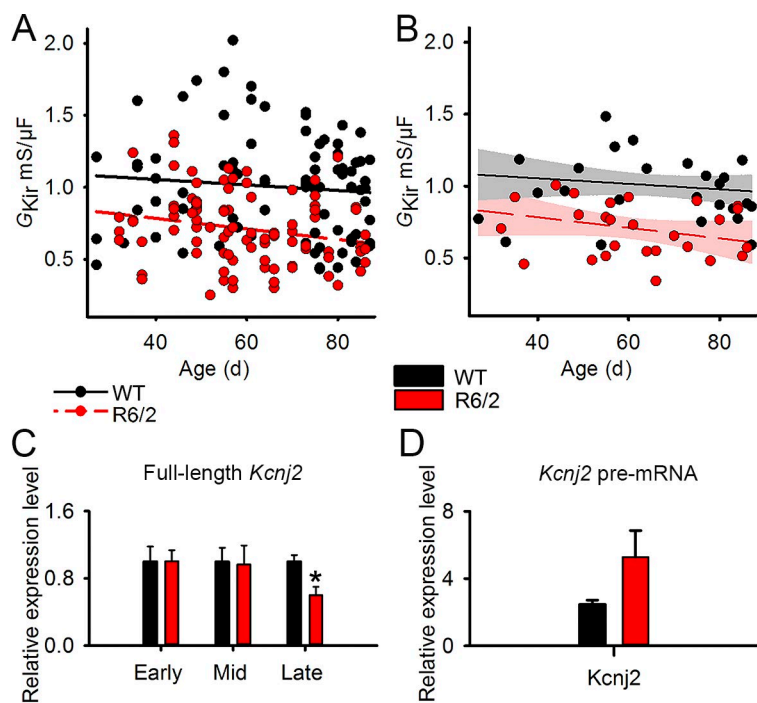 A
GKir mS/μF
2.0
1.5
1.0
0.5
40 60 80
Age (d)
WT
R6/2
B
GKir mS/μF
2.0
1.5
1.0
0.5
40 60 80
Age (d)
WT
R6/2
C
Full-length Kcnj2
Relative expression level
1.6
0.8
0.0
*
Early Mid Late
D
Kcnj2 pre-mRNA
Relative expression level
8
4
0
Kcnj2